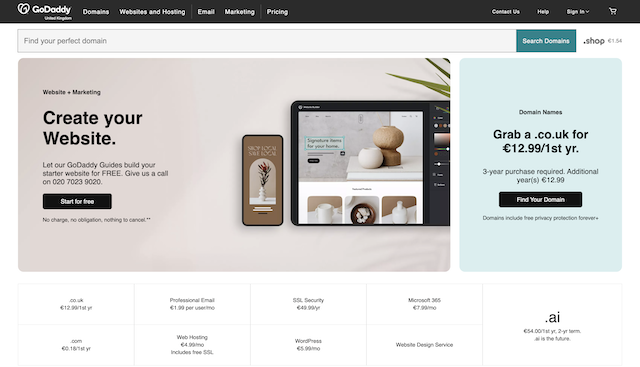 GoDaddy
United Kingdom
Domains
Websites and Hosting
Email
Marketing
Pricing
Contact Us
Help
Sign In
Find your perfect domain
Search Domains
.shop €1.54
Website + Marketing
Create your
Website.
Let our GoDaddy Guides build your
starter website for FREE. Give us a call
on 020 7023 9020.
Start for free
No charge, no obligation, nothing to cancel.**
SHOP LOCAL
SAVE LOCAL
Signature items
for your home.
Domain Names
Grab a .co.uk for
€12.99/1st yr.
3-year purchase required. Additional
year(s) €12.99
Find Your Domain
Domains include free privacy protection forever+
.co.uk
€12.99/1st yr
Professional Email
€1.99 per user/mo
SSL Security
€49.99/yr
Microsoft 365
€7.99/mo
.ai
€54.00/1st yr, 2-yr term.
.ai is the future.
.com
€0.18/1st yr
Web Hosting
€4.99/mo
Includes free SSL
WordPress
€5.99/mo
Website Design Service